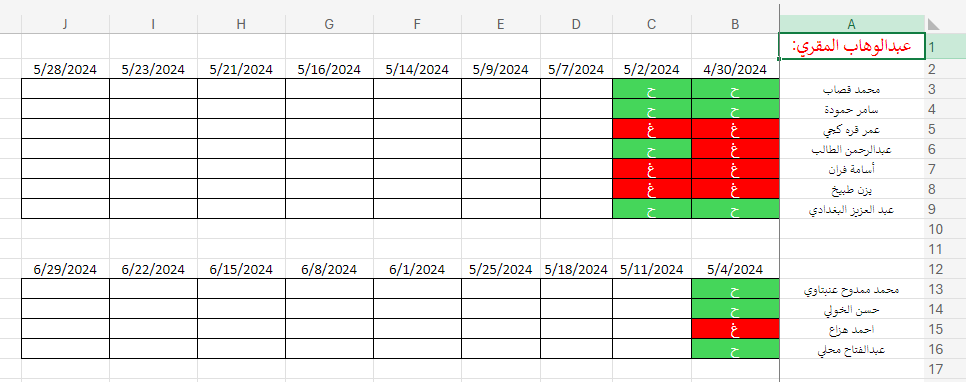 A B C D E F G H I J
1 عبدالوهاب المقري:
2 4/30/2024 5/2/2024 5/7/2024 5/9/2024 5/14/2024 5/16/2024 5/21/2024 5/23/2024 5/28/2024
3 محمد قصاب ح ح
4 سامر حمودة ح ح
5 عمر قره كجي غ غ
6 عبدالرحمن الطالب غ ح
7 أسامة فران غ غ
8 يزن طبيخ غ غ
9 عبد العزيز البغدادي ح ح
10
11
12 5/4/2024 5/11/2024 5/18/2024 5/25/2024 6/1/2024 6/8/2024 6/15/2024 6/22/2024 6/29/2024
13 محمد ممدوح عنبتاوي ح
14 حسن الخولي ح
15 احمد هزاع غ
16 عبدالفتاح محلي ح
17